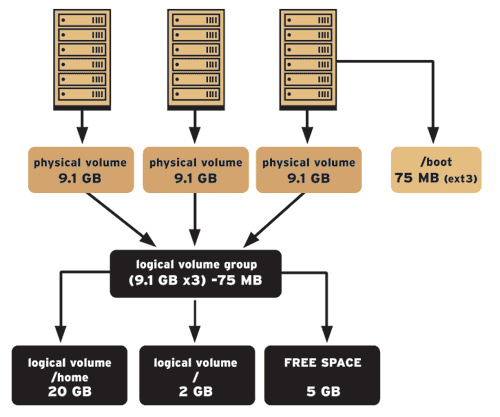 physical volume
9.1 GB
physical volume
9.1 GB
physical volume
9.1 GB
/boot
75 MB (ext3)
logical volume group
(9.1 GB x3) -75 MB
logical volume
/home
20 GB
logical volume
/
2 GB
FREE SPACE
5 GB